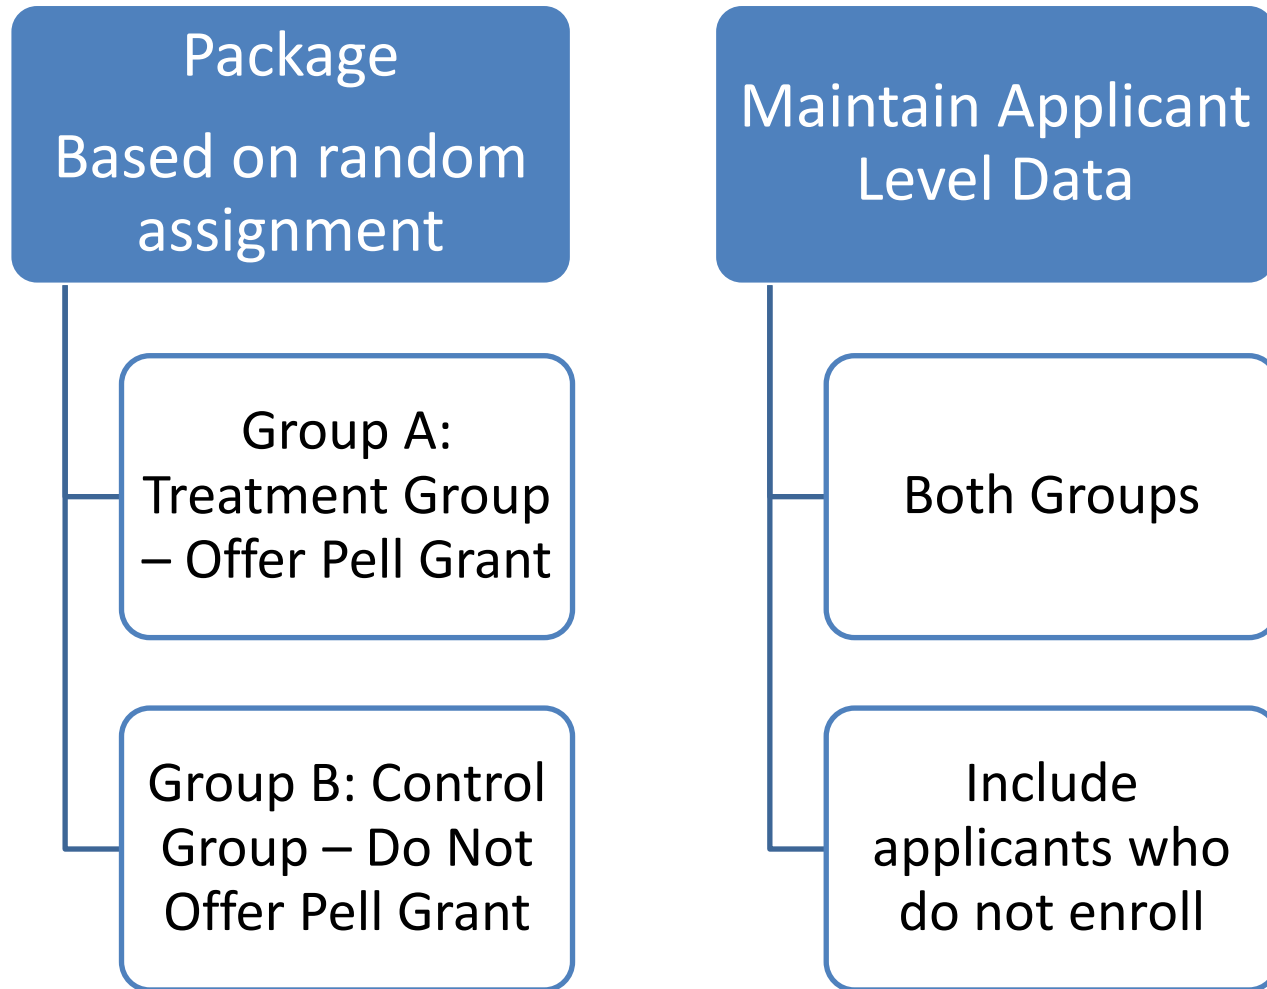 Package
Based on random
assignment
Group A:
Treatment Group
– Offer Pell Grant
Group B: Control
Group – Do Not
Offer Pell Grant
Maintain Applicant
Level Data
Both Groups
Include
applicants who
do not enroll